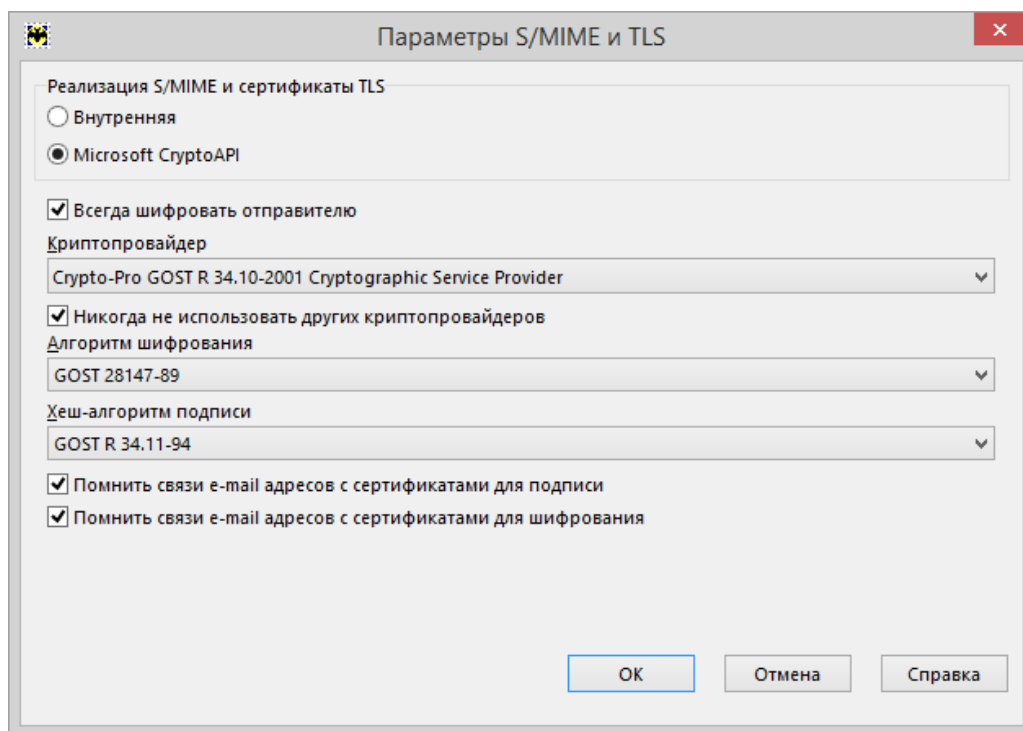 Параметры S/MIME и TLS
Реализация S/MIME и сертификаты TLS
Внутренняя
Microsoft CryptoAPI
Всегда шифровать отправителю
Криптопровайдер
Crypto-Pro GOST R 34.10-2001 Cryptographic Service Provider
Никогда не использовать других криптопровайдеров
Алгоритм шифрования
GOST 28147-89
Хеш-алгоритм подписи
GOST R 34.11-94
Помнить связи e-mail адресов с сертификатами для подписи
Помнить связи e-mail адресов с сертификатами для шифрования
OK Отмена Справка